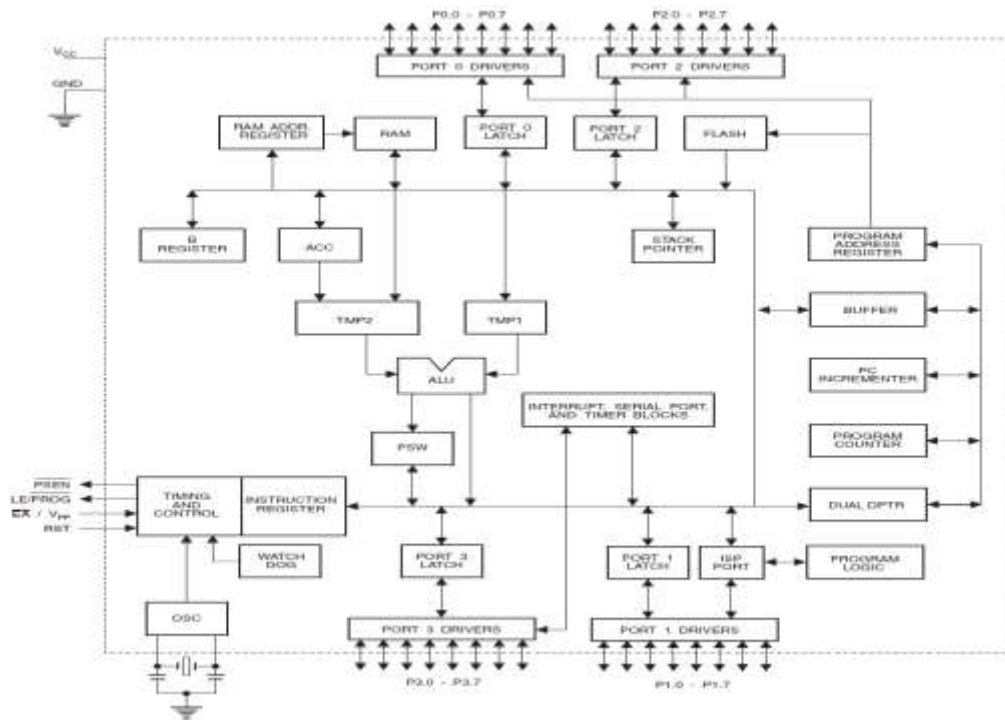 P0.0 - P0.7
P2.0 - P2.7
VCC
PORT 0 DRIVERS
PORT 2 DRIVERS
GND
RAM ADDR.
REGISTER
RAM
PORT 0
LATCH
PORT 2
LATCH
FLASH
B
REGISTER
ACC
STACK
POINTER
PROGRAM
ADDRESS
REGISTER
TMP2
TMP1
BUFFER
ALU
PC
INCREMENTER
INTERRUPT, SERIAL PORT,
AND TIMER BLOCKS
PSW
PROGRAM
COUNTER
PSEN
LE/PROG
EA / VPP
RST
TIMING
AND
CONTROL
INSTRUCTION
REGISTER
DUAL DPTR
WATCH
DOG
PORT 3
LATCH
PORT 1
LATCH
ISP
PORT
PROGRAM
LOGIC
OSC
PORT 3 DRIVERS
PORT 1 DRIVERS
P3.0 - P3.7
P1.0 - P1.7